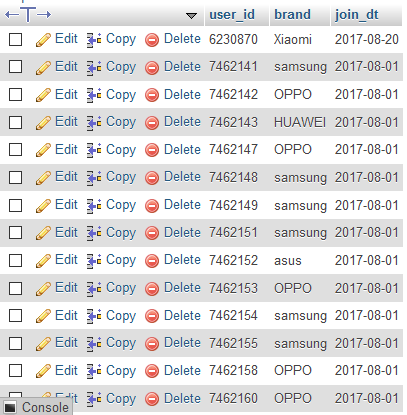 user_id brand join_dt
Edit Copy Delete 6230870 Xiaomi 2017-08-20
Edit Copy Delete 7462141 samsung 2017-08-01
Edit Copy Delete 7462142 OPPO 2017-08-01
Edit Copy Delete 7462143 HUAWEI 2017-08-01
Edit Copy Delete 7462147 OPPO 2017-08-01
Edit Copy Delete 7462148 samsung 2017-08-01
Edit Copy Delete 7462149 samsung 2017-08-01
Edit Copy Delete 7462151 samsung 2017-08-01
Edit Copy Delete 7462152 asus 2017-08-01
Edit Copy Delete 7462153 OPPO 2017-08-01
Edit Copy Delete 7462154 samsung 2017-08-01
Edit Copy Delete 7462155 samsung 2017-08-01
Edit Copy Delete 7462158 OPPO 2017-08-01
Edit Copy Delete 7462160 OPPO 2017-08-01
Console